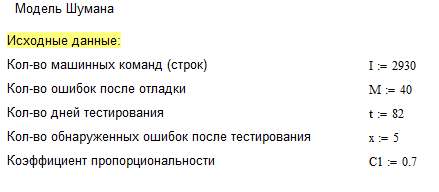 Модель Шумана
Исходные данные:
Кол-во машинных команд (строк) I := 2930
Кол-во ошибок после отладки M := 40
Кол-во дней тестирования t := 82
Кол-во обнаруженных ошибок после тестирования x := 5
Коэффициент пропорциональности C1 := 0.7